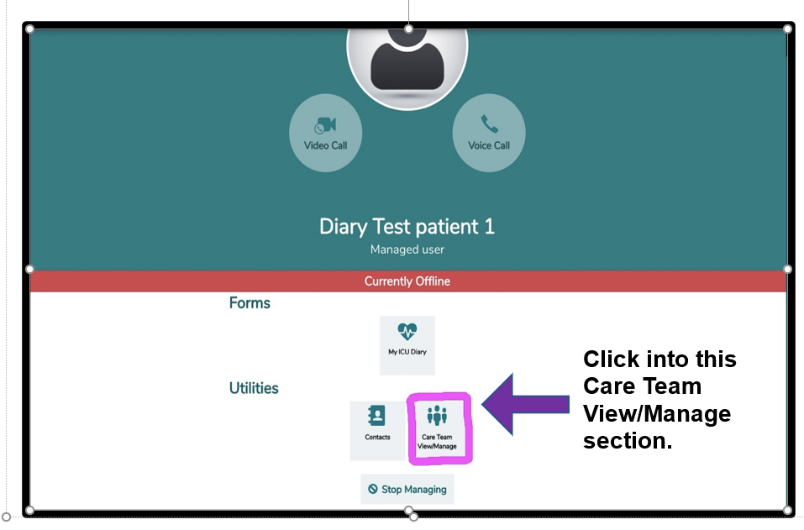 Video Call
Voice Call
Diary Test patient 1
Managed user
Currently Offline
Forms
My ICU Diary
Utilities
Contacts
Care Team
View/Manage
Stop Managing
Click into this
Care Team
View/Manage
section.